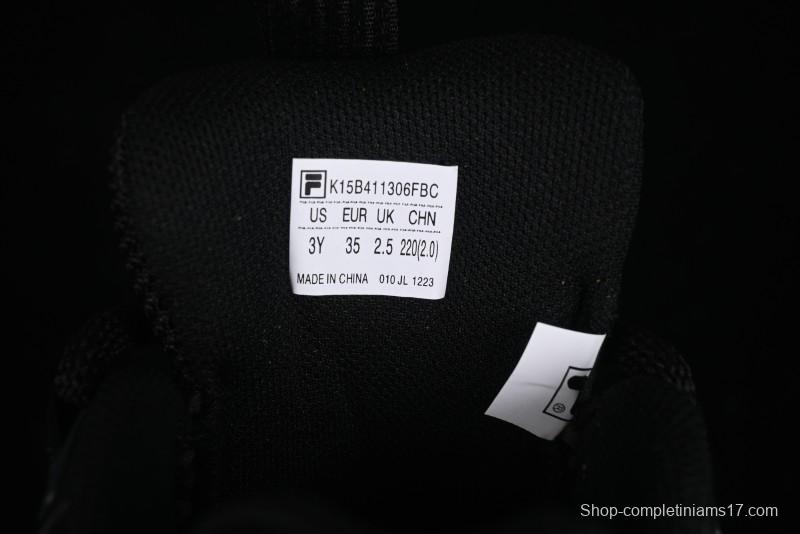 K15B411306FBC
US EUR UK CHN
3Y 35 2.5 220(2.0)
MADE IN CHINA 010 JL 1223
Shop-completiniams17.com